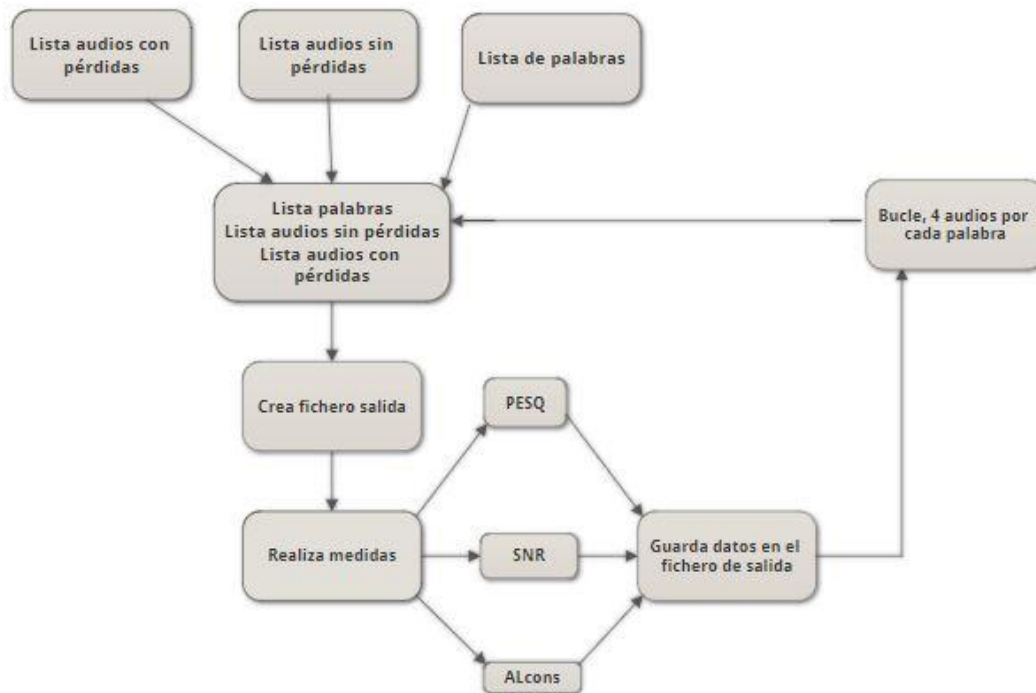 Lista audios con
pérdidas
Lista audios sin
pérdidas
Lista de palabras
Lista palabras
Lista audios sin pérdidas
Lista audios con
pérdidas
Bucle, 4 audios por
cada palabra
Crea fichero salida
PESQ
Realiza medidas
SNR
Guarda datos en el
fichero de salida
ALcons